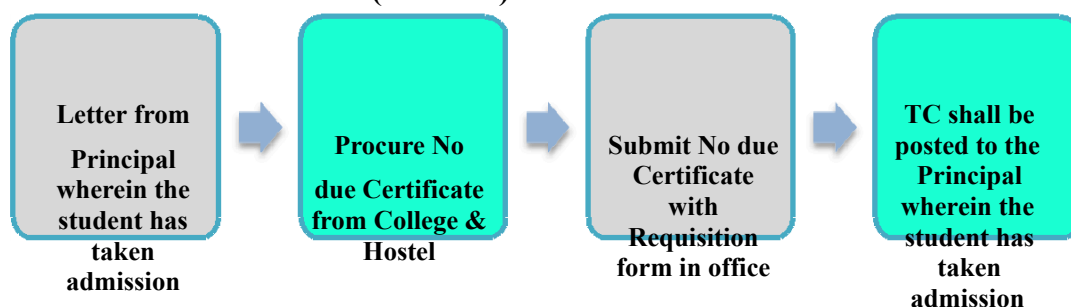 Letter from
Principal
wherein the
student has
taken
admission
Procure No
due Certificate
from College &
Hostel
Submit No due
Certificate
with
Requisition
form in office
TC shall be
posted to the
Principal
wherein the
student has
taken
admission